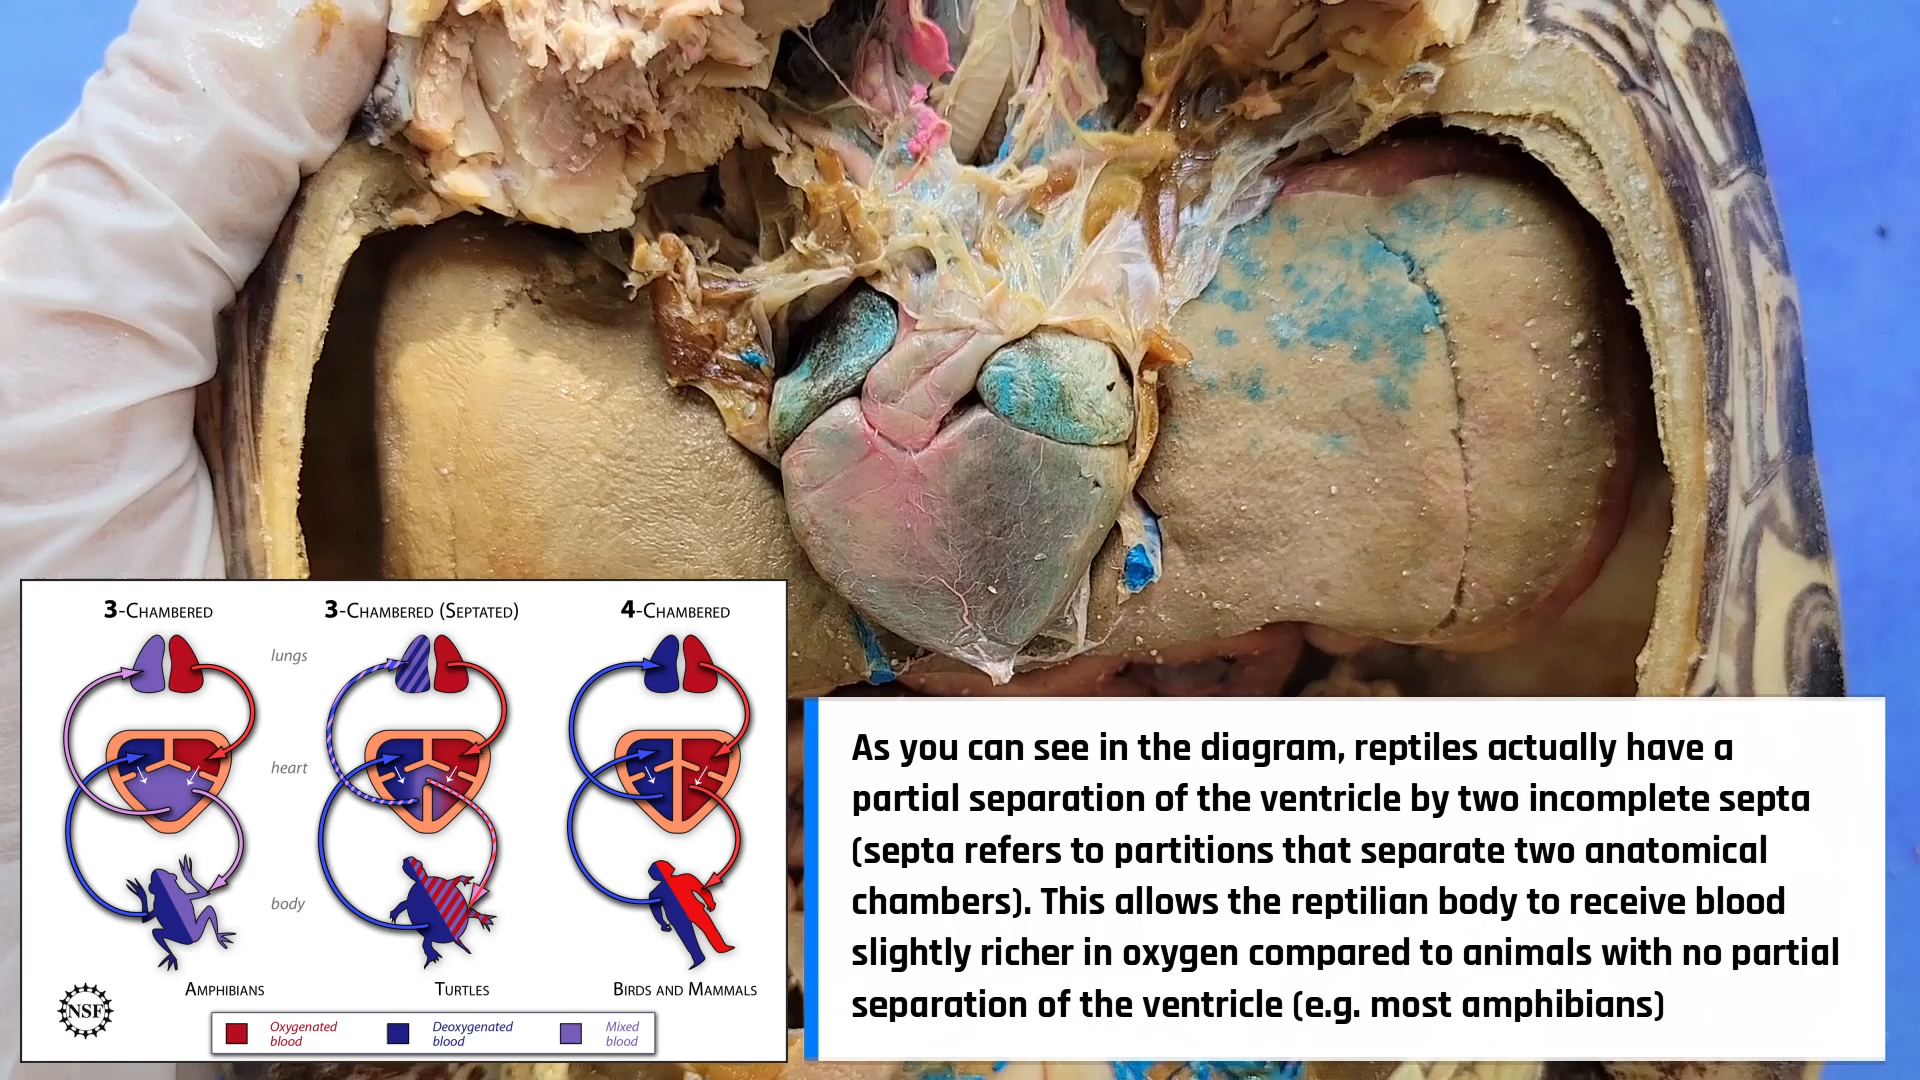 3-Chambered
3-Chambered (Septated)
4-Chambered
lungs
heart
body
Amphibians
Turtles
Birds and Mammals
NSF
Oxygenated
blood
Deoxygenated
blood
Mixed
blood
As you can see in the diagram, reptiles actually have a
partial separation of the ventricle by two incomplete septa
(septa refers to partitions that separate two anatomical
chambers). This allows the reptilian body to receive blood
slightly richer in oxygen compared to animals with no partial
separation of the ventricle (e.g. most amphibians)